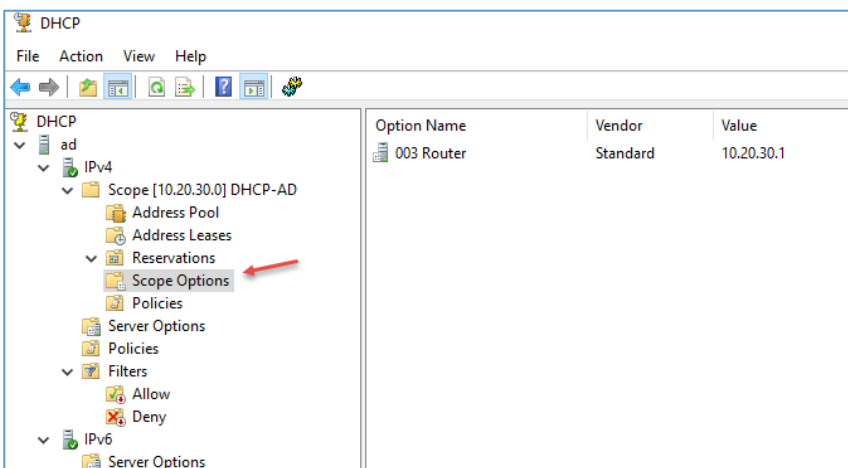 DHCP
File Action View Help
DHCP
ad
IPv4
Scope [10.20.30.0] DHCP-AD
Address Pool
Address Leases
Reservations
Scope Options
Policies
Server Options
Policies
Filters
Allow
Deny
IPv6
Server Options
Option Name Vendor Value
003 Router Standard 10.20.30.1